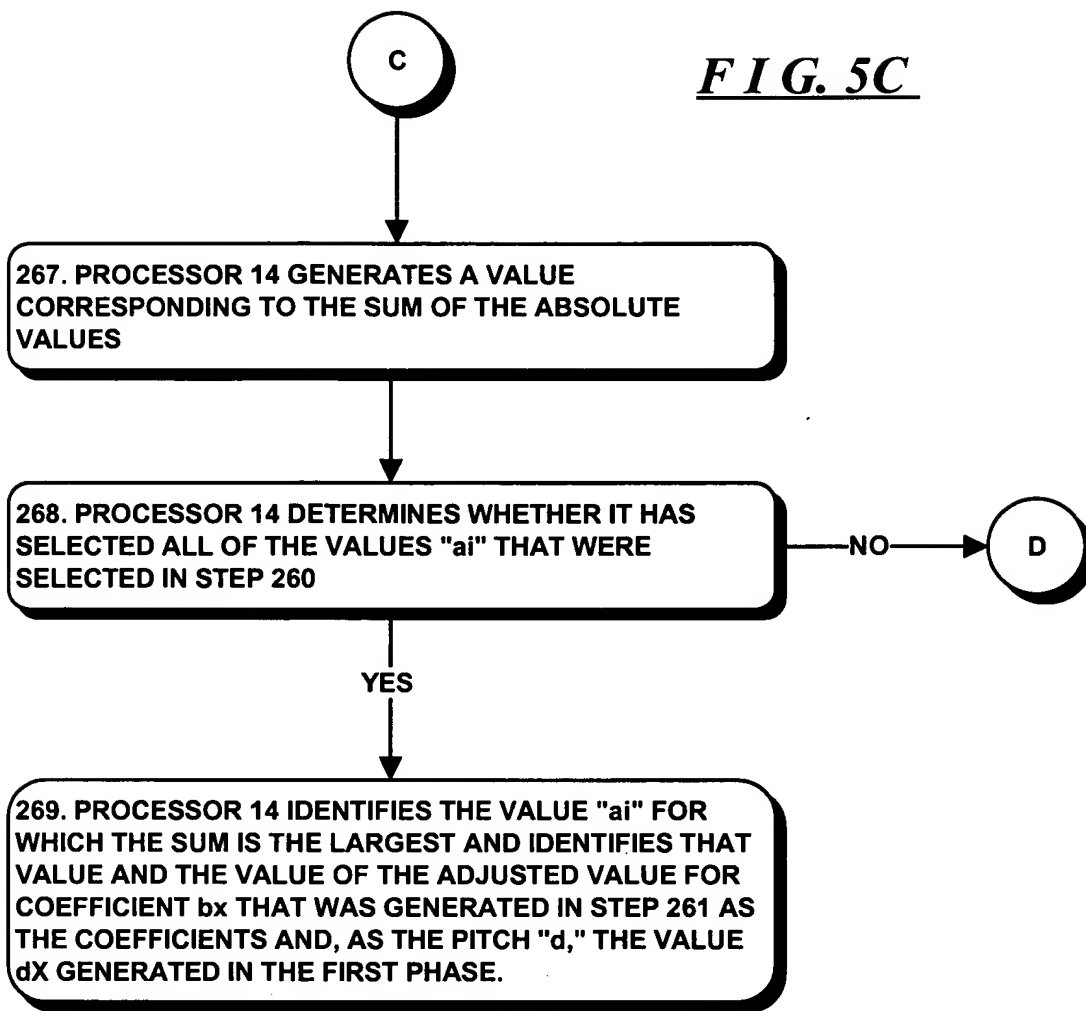 C
F I G. 5C
267. PROCESSOR 14 GENERATES A VALUE
CORRESPONDING TO THE SUM OF THE ABSOLUTE
VALUES
268. PROCESSOR 14 DETERMINES WHETHER IT HAS
SELECTED ALL OF THE VALUES "ai" THAT WERE
SELECTED IN STEP 260
NO
D
YES
269. PROCESSOR 14 IDENTIFIES THE VALUE "ai" FOR
WHICH THE SUM IS THE LARGEST AND IDENTIFIES THAT
VALUE AND THE VALUE OF THE ADJUSTED VALUE FOR
COEFFICIENT bx THAT WAS GENERATED IN STEP 261 AS
THE COEFFICIENTS AND, AS THE PITCH "d," THE VALUE
dX GENERATED IN THE FIRST PHASE.